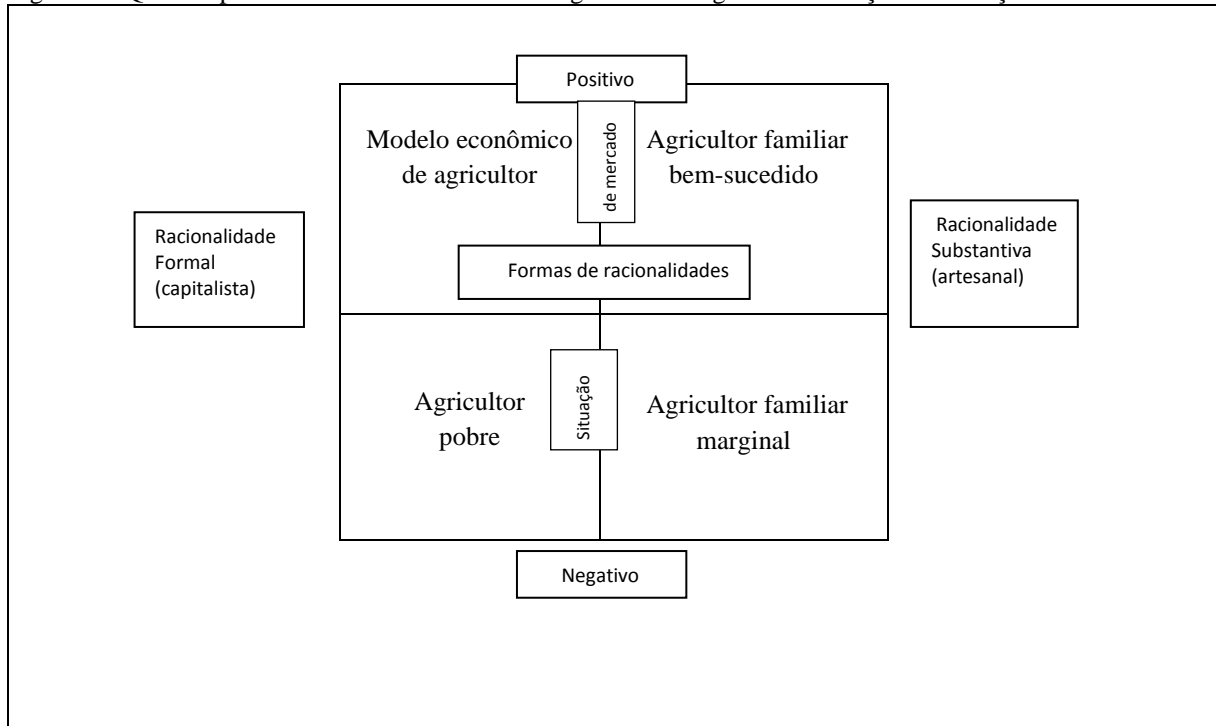 Positivo
Modelo econômico
de agricultor
de mercado
Agricultor familiar
bem-sucedido
Racionalidade
Formal
(capitalista)
Formas de racionalidades
Racionalidade
Substantiva
(artesanal)
Agricultor
pobre
Situação
Agricultor familiar
marginal
Negativo